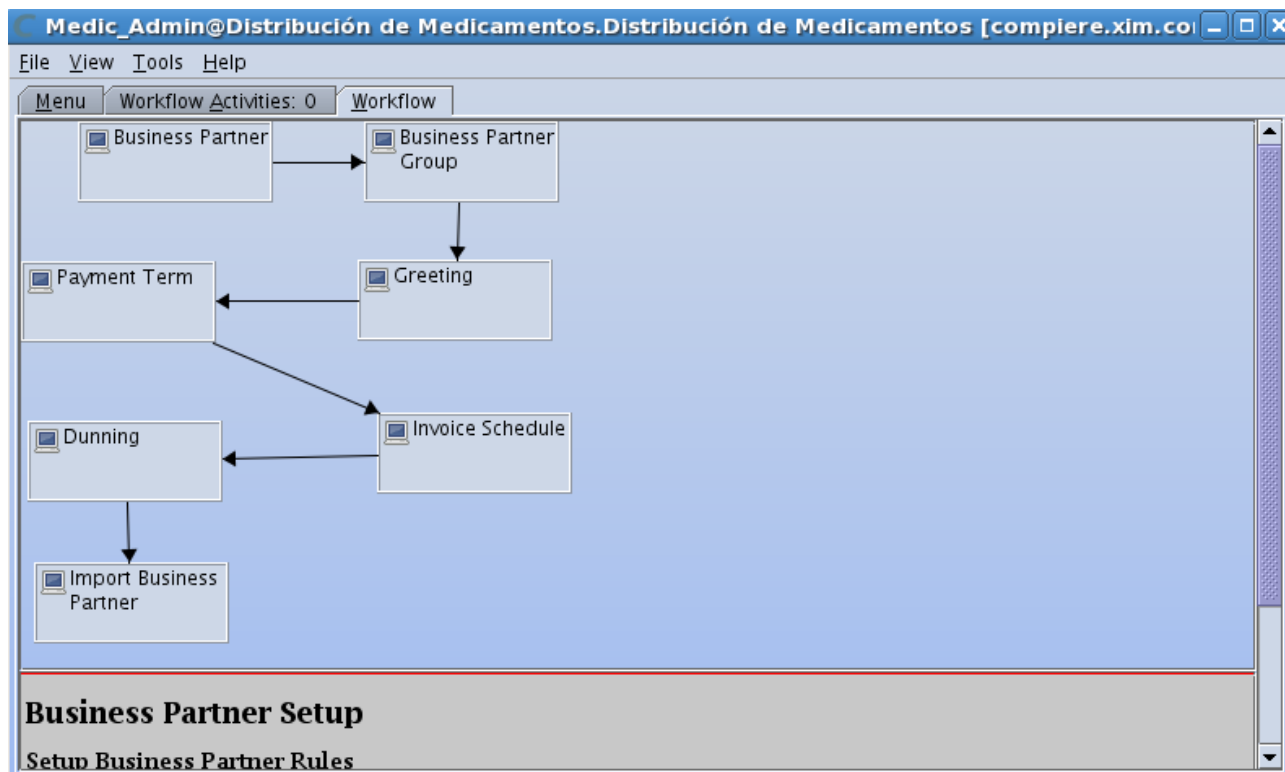 Medic_Admin@Distribución de Medicamentos.Distribución de Medicamentos [compiere.xim.co
File View Tools Help
Menu Workflow Activities: 0 Workflow
Business Partner
Business Partner
Group
Payment Term
Greeting
Dunning
Invoice Schedule
Import Business
Partner
Business Partner Setup
Setup Business Partner Rules